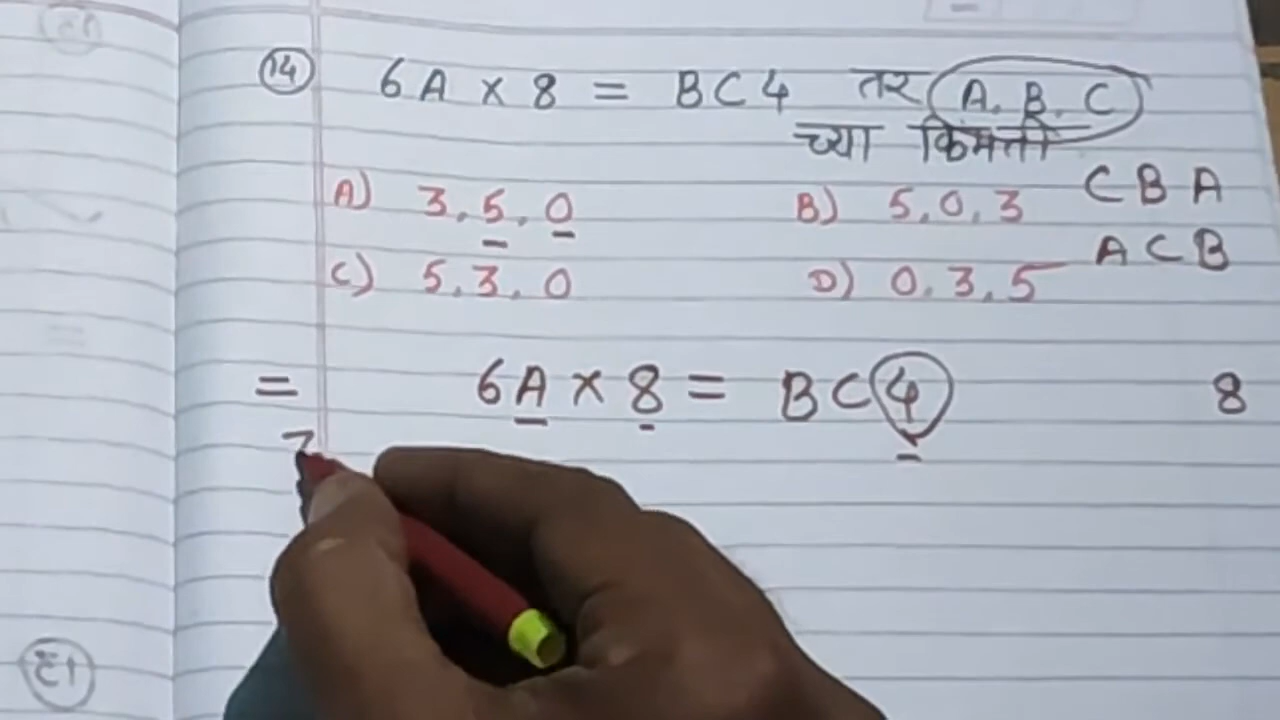 14 6A × 8 = BC4 तर A. B. C
च्या किंमती
A) 3, 5, 0 B) 5, 0, 3 CBA
C) 5, 3, 0 D) 0, 3, 5 ACB
= 6A × 8 = BC4 8